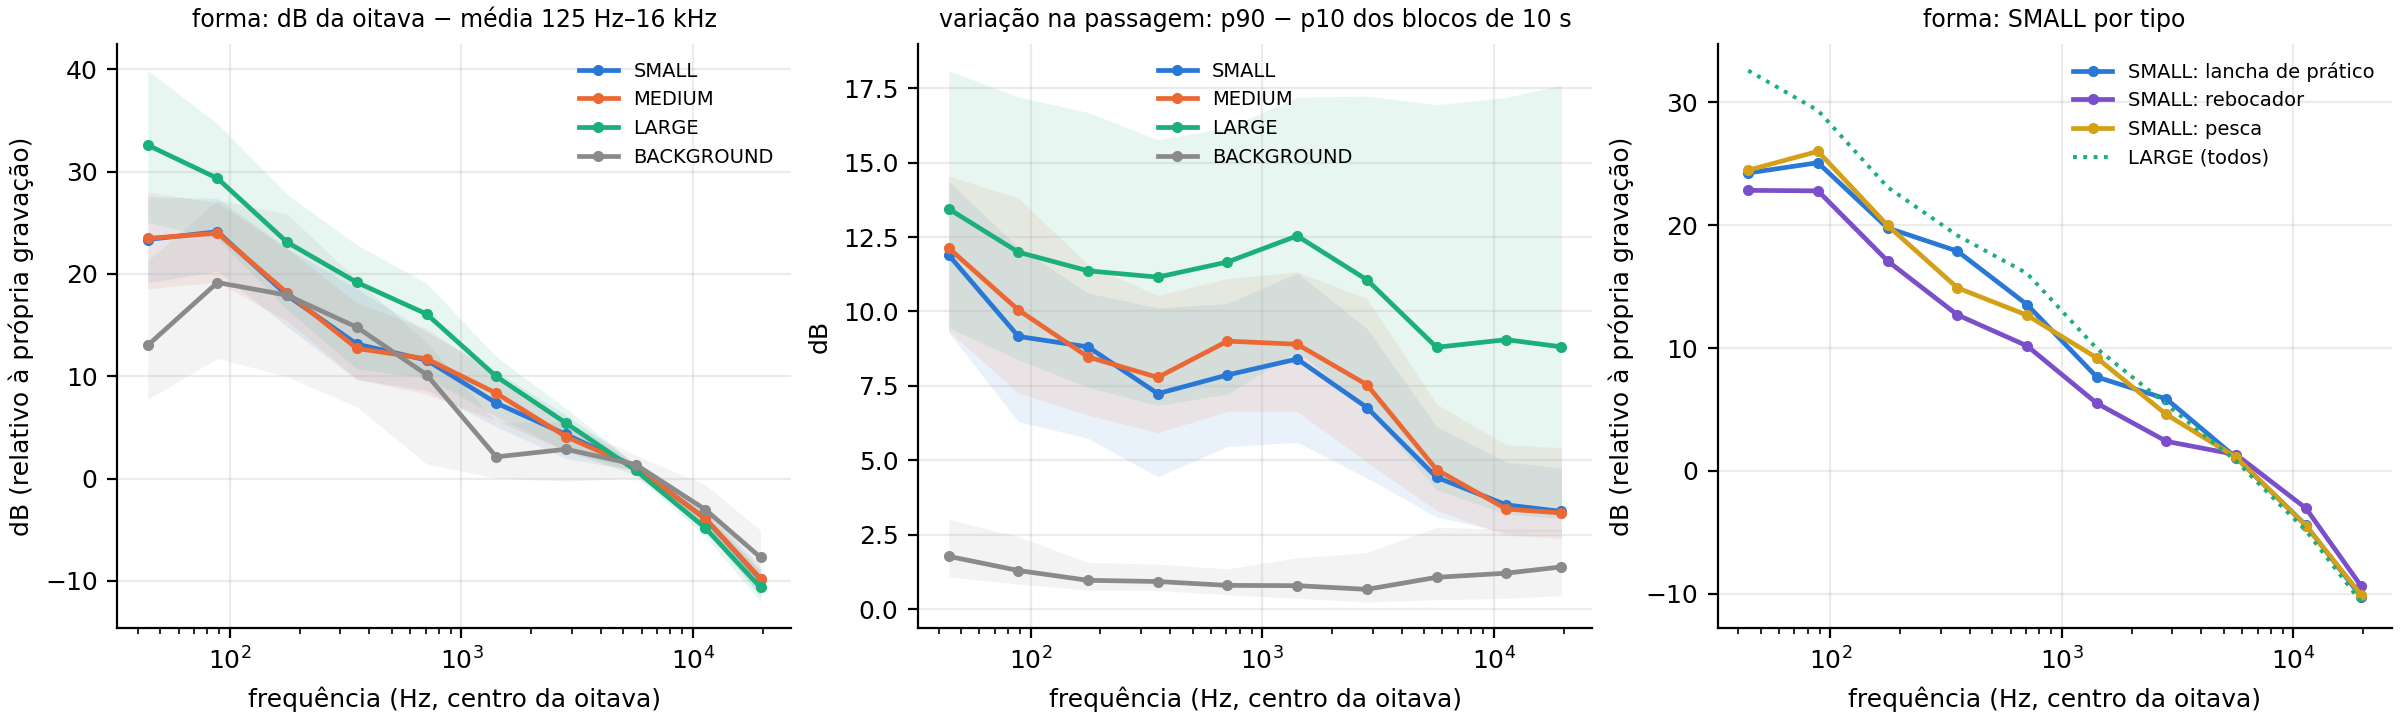 forma: dB da oitava − média 125 Hz–16 kHz
dB (relativo à própria gravação)
40
30
20
10
0
−10
SMALL
MEDIUM
LARGE
BACKGROUND
10²
10³
10⁴
frequência (Hz, centro da oitava)
variação na passagem: p90 − p10 dos blocos de 10 s
dB
17.5
15.0
12.5
10.0
7.5
5.0
2.5
0.0
SMALL
MEDIUM
LARGE
BACKGROUND
10²
10³
10⁴
frequência (Hz, centro da oitava)
forma: SMALL por tipo
dB (relativo à própria gravação)
30
20
10
0
−10
SMALL: lancha de prático
SMALL: rebocador
SMALL: pesca
LARGE (todos)
10²
10³
10⁴
frequência (Hz, centro da oitava)